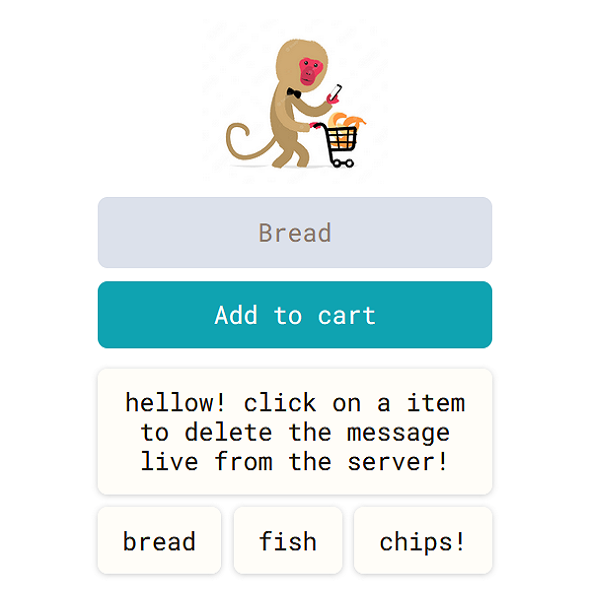 Bread
Add to cart
hellow! click on a item
to delete the message
live from the server!
bread fish chips!